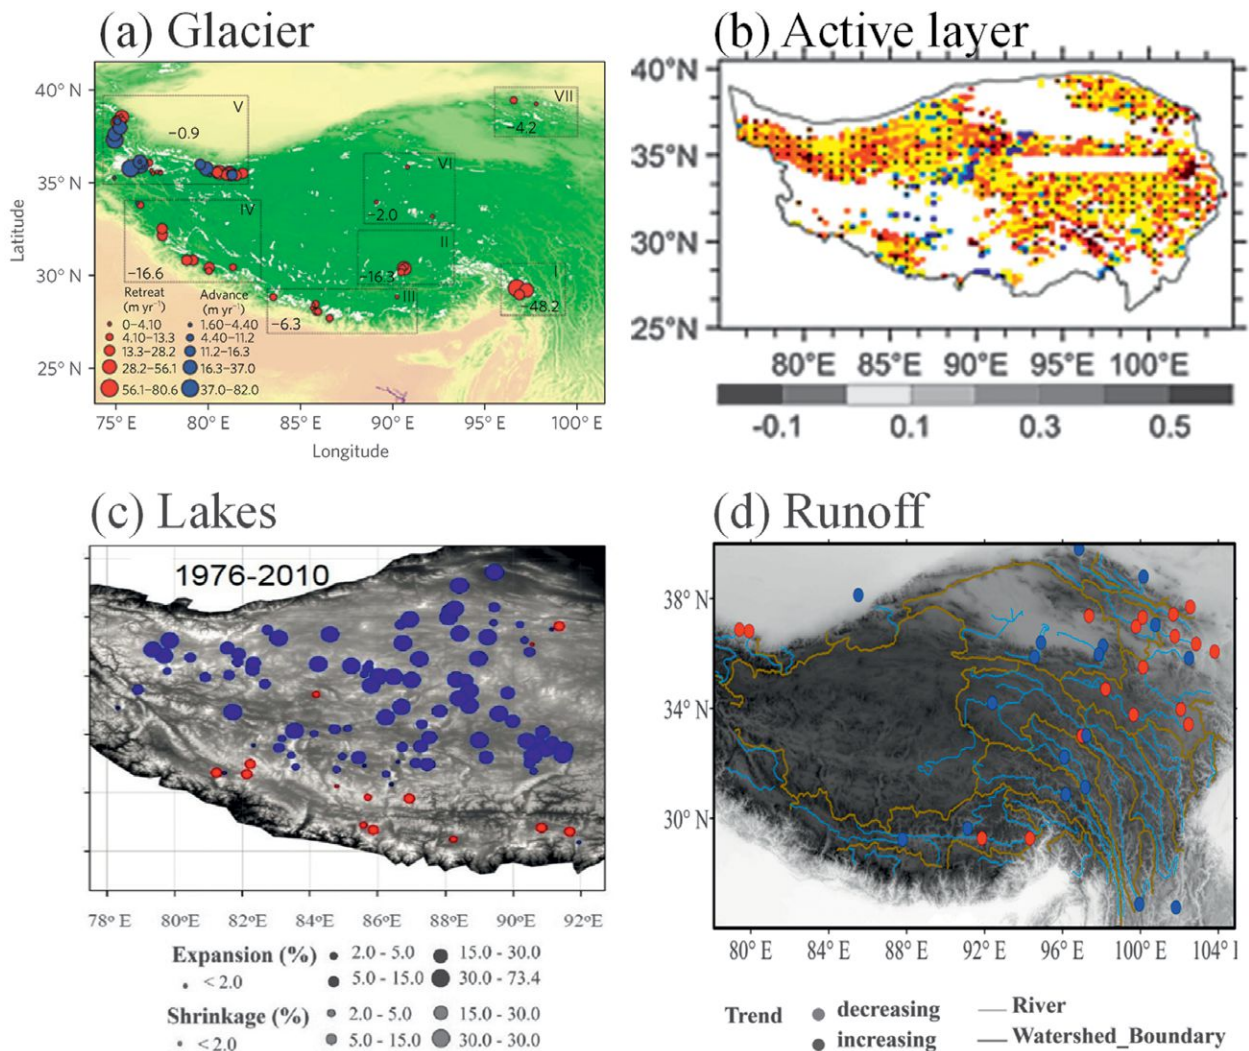 (a) Glacier
40° N
35° N
30° N
25° N
Latitude
V
−0.9
VII
−4.2
VI
−2.0
IV
−16.6
II
−16.3
I
−48.2
III
−6.3
Retreat Advance
(m yr⁻¹) (m yr⁻¹)
0–4.10 1.60–4.40
4.10–13.3 4.40–11.2
13.3–28.2 11.2–16.3
28.2–56.1 16.3–37.0
56.1–80.6 37.0–82.0
75° E 80° E 85° E 90° E 95° E 100° E
Longitude
(b) Active layer
40°N
35°N
30°N
25°N
80°E 85°E 90°E 95°E 100°E
-0.1 0.1 0.3 0.5
(c) Lakes
1976-2010
78° E 80°E 82°E 84°E 86°E 88°E 90°E 92°E
Expansion (%) 2.0 - 5.0 15.0 - 30.0
< 2.0 5.0 - 15.0 30.0 - 73.4
Shrinkage (%) 2.0 - 5.0 15.0 - 30.0
<2.0 5.0 - 15.0 30.0 - 30.0
(d) Runoff
38° N
34° N
30° N
80° E 84° E 88° E 92° E 96° E 100° E 104° l
Trend decreasing River
increasing Watershed_Boundary